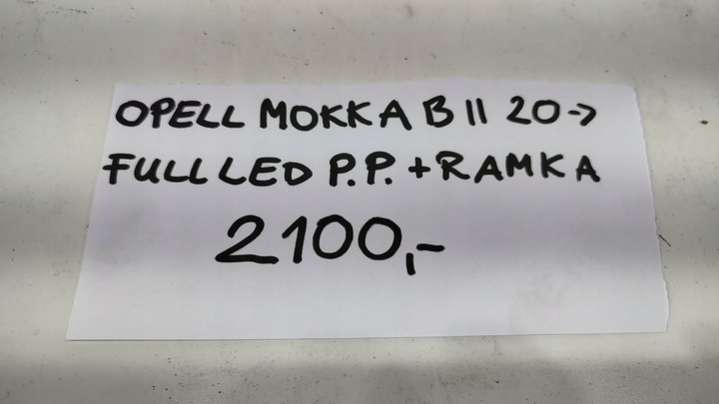 OPELL MOKKA B II 20->
FULL LED P.P. + RAMKA
2100,-